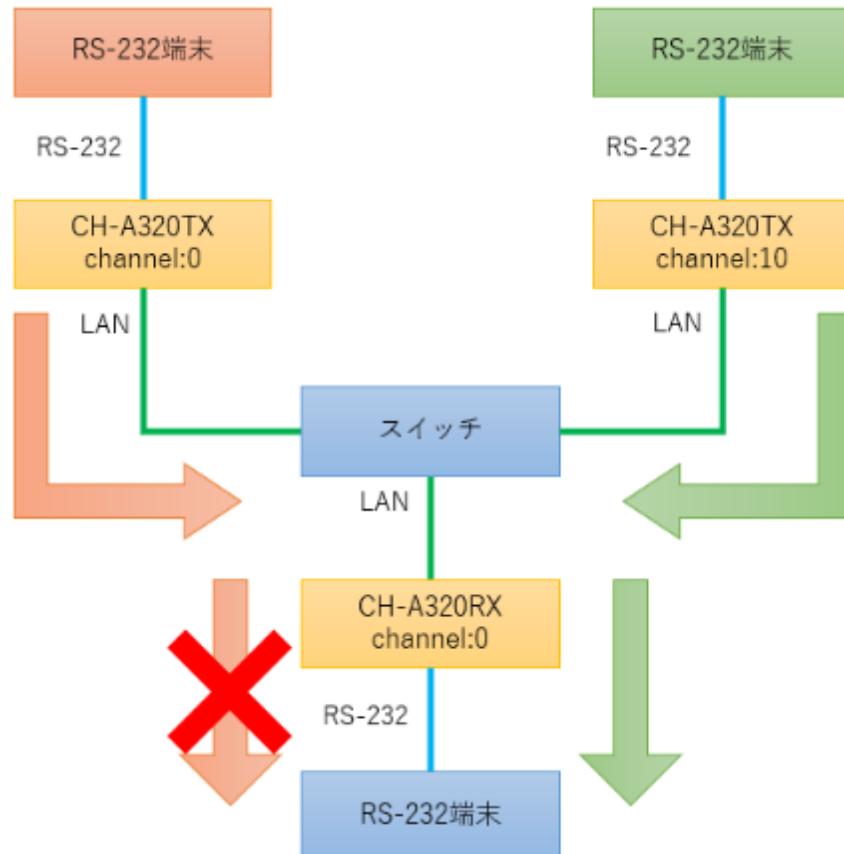 RS-232端末
RS-232端末
RS-232
RS-232
CH-A320TX
channel:0
CH-A320TX
channel:10
LAN
LAN
スイッチ
LAN
CH-A320RX
channel:0
RS-232
RS-232端末